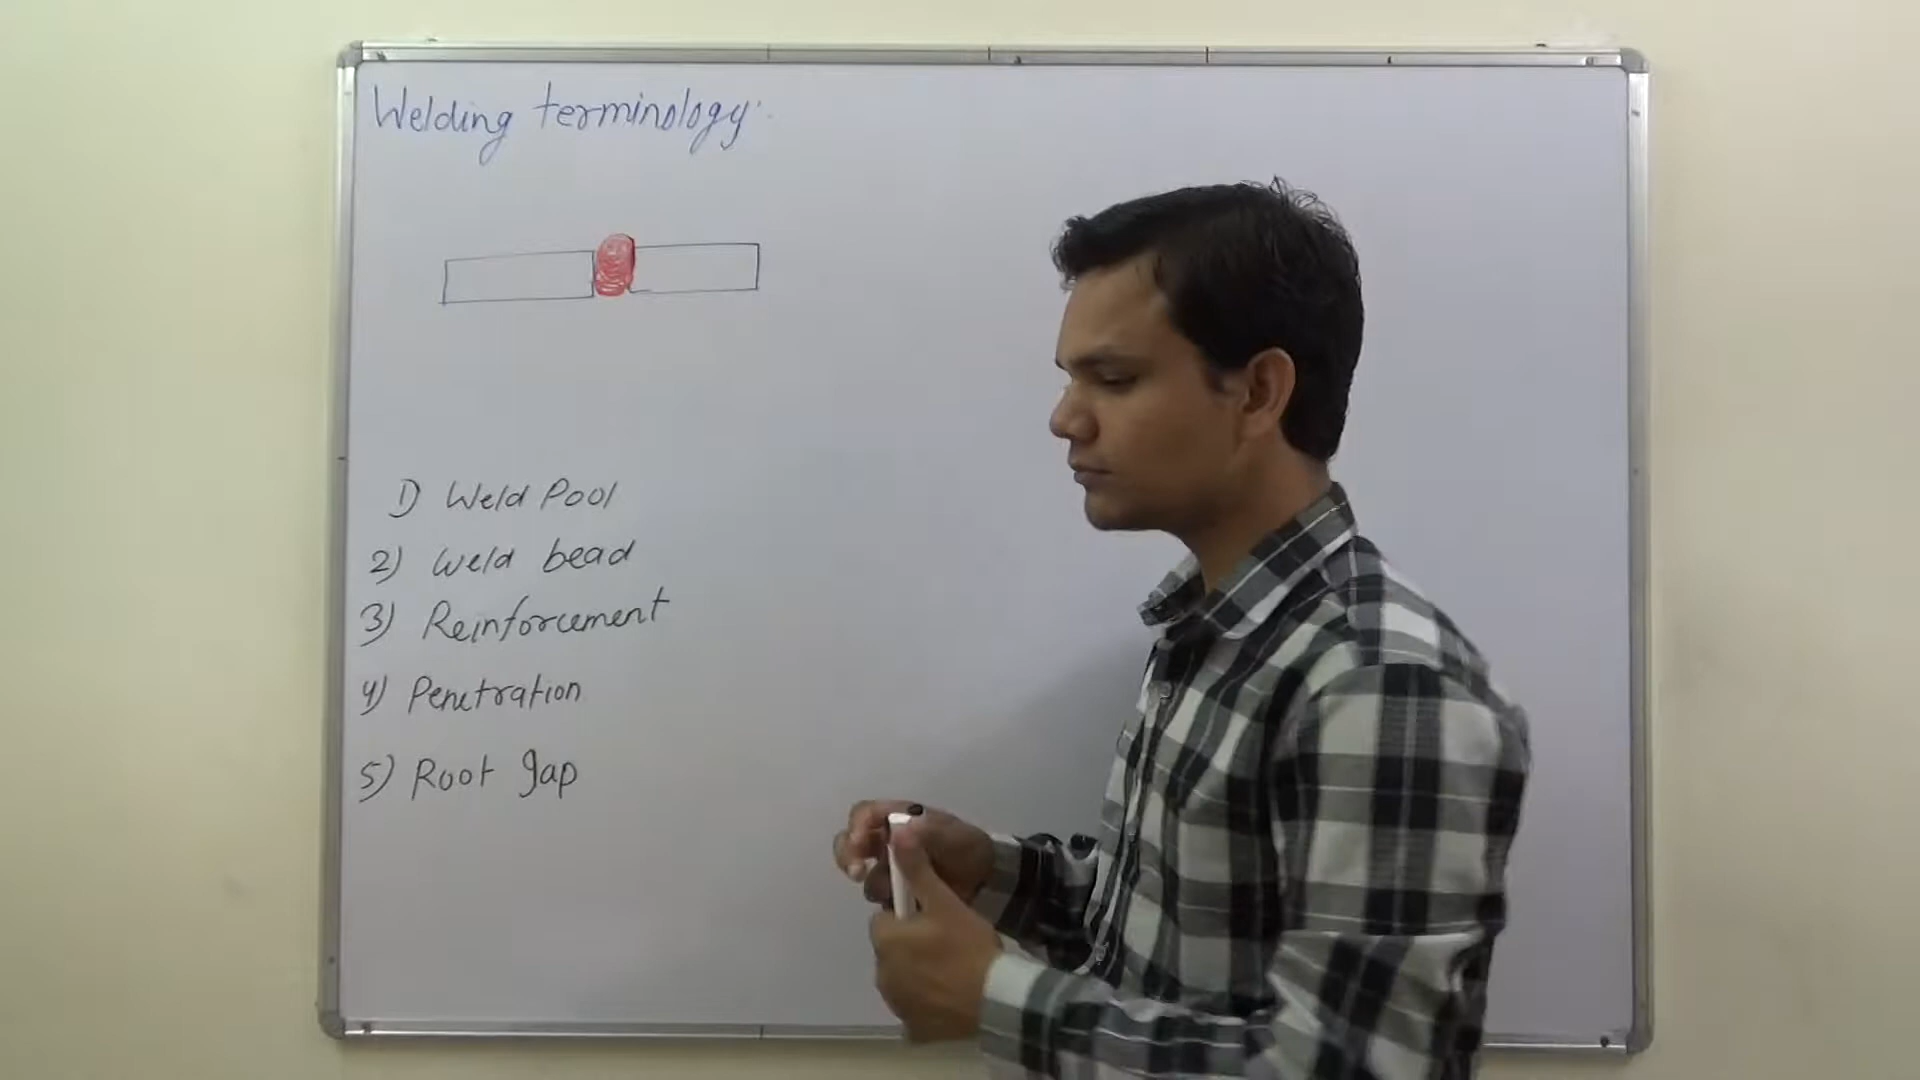 Welding terminology:
1) Weld Pool
2) Weld bead
3) Reinforcement
4) Penetration
5) Root gap